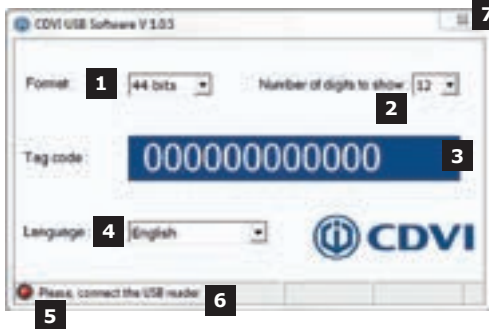 CDVI USB Software V 1.0.5
7
Format: 1 44 bits Number of digits to show: 12
2
Tag code: 000000000000 3
Language: 4 English CDVI
Please, connect the USB reader 6
5